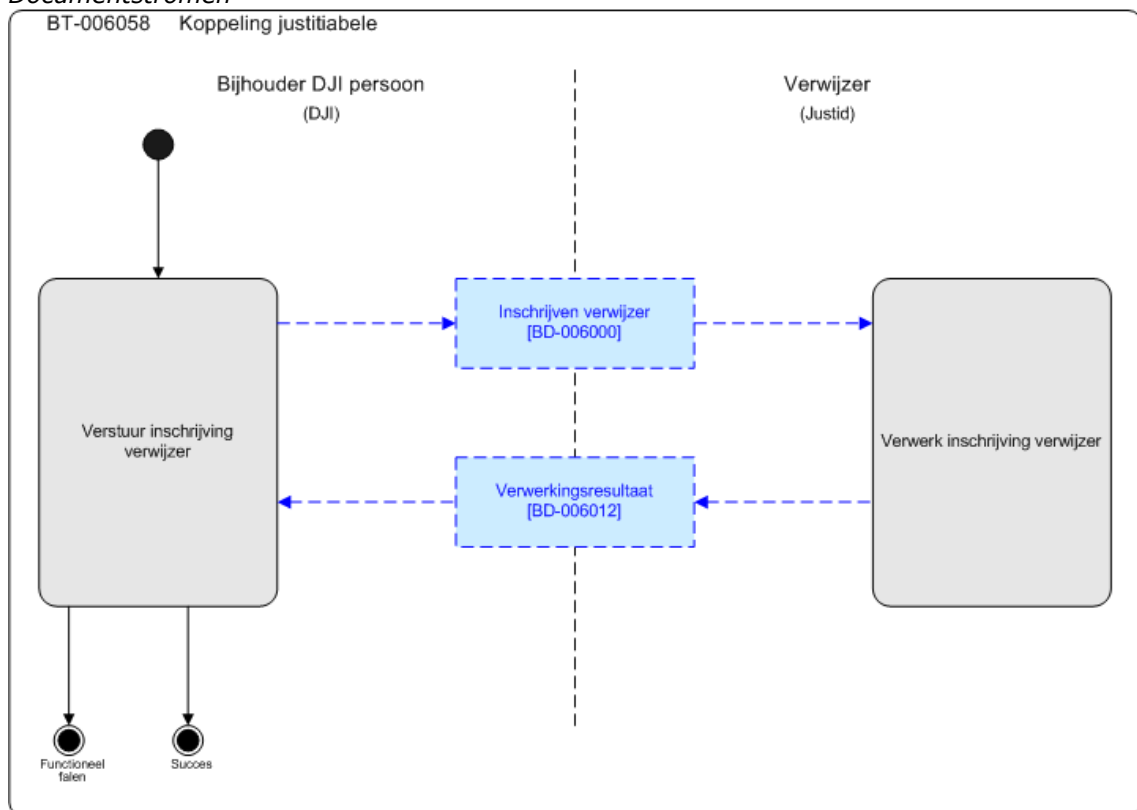 Documentstromen
BT-006058 Koppeling justitiabele
Bijhouder DJI persoon
(DJI)
Verwijzer
(Justid)
Inschrijven verwijzer
[BD-006000]
Verstuur inschrijving
verwijzer
Verwerk inschrijving verwijzer
Verwerkingsresultaat
[BD-006012]
Functioneel
falen
Succes